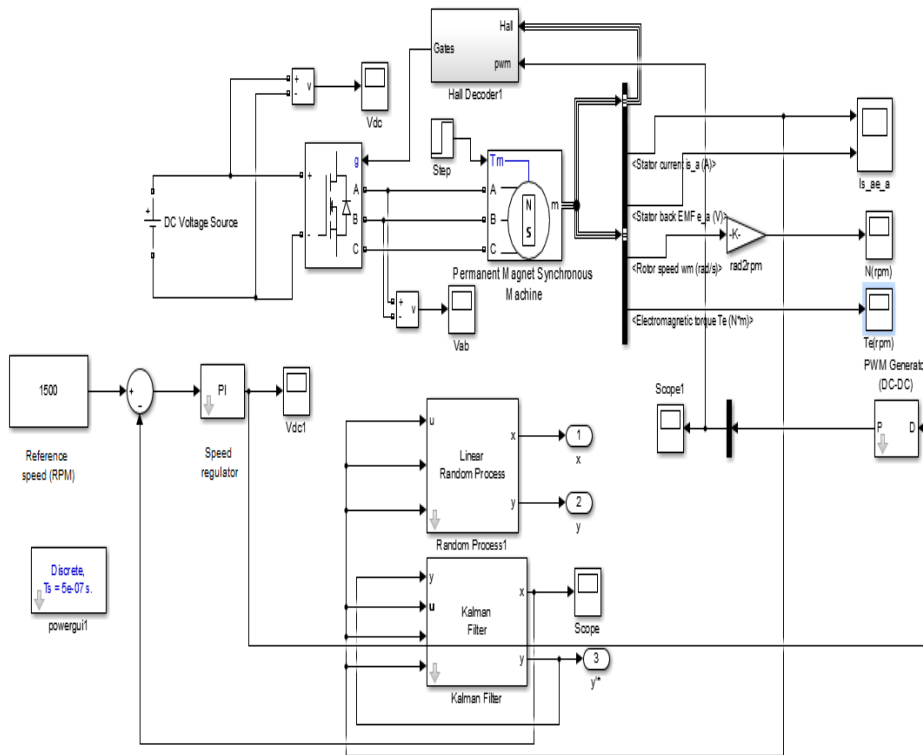 Hall
Gates
pwm
Hall Decoder1
+
-
v
Vdc
Step
g
Tm
+
A
A
N
m
B
B
S
-
C
C
+
DC Voltage Source
Permanent Magnet Synchronous
Machine
<Stator current is_a (A)>
Is_ae_a
<Stator back EMF e_a (V)>
-K-
rad2rpm
<Rotor speed wm (rad/s)>
N(rpm)
<Electromagnetic torque Te (N*m)>
Te(rpm)
+
-
v
Vab
1500
+
-
PI
Vdc1
Reference
speed (RPM)
Speed
regulator
Scope1
PWM Generato
(DC-DC)
P
D
u
Linear
Random Process
x
y
1
x
2
y
Random Process1
Discrete,
Ts = 5e-07 s.
powergui1
y
u
Kalman
Filter
x
y
Scope
3
y'*
Kalman Filter